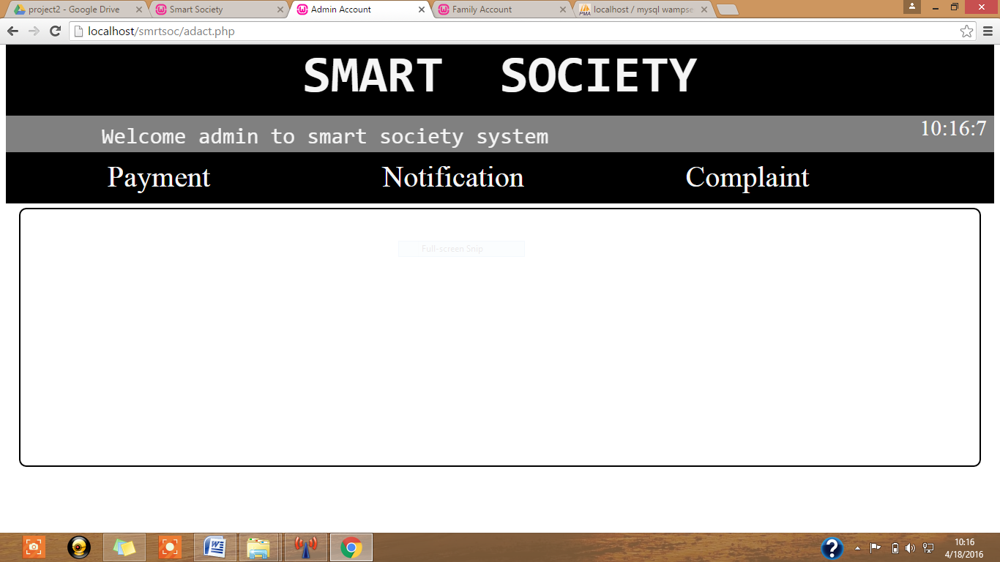 project2 - Google Drive
Smart Society
Admin Account
Family Account
localhost / mysql wampse
PMA
localhost/smrtsoc/adact.php
SMART SOCIETY
Welcome admin to smart society system
10:16:7
Payment Notification Complaint
Full-screen Snip
10:16
4/18/2016